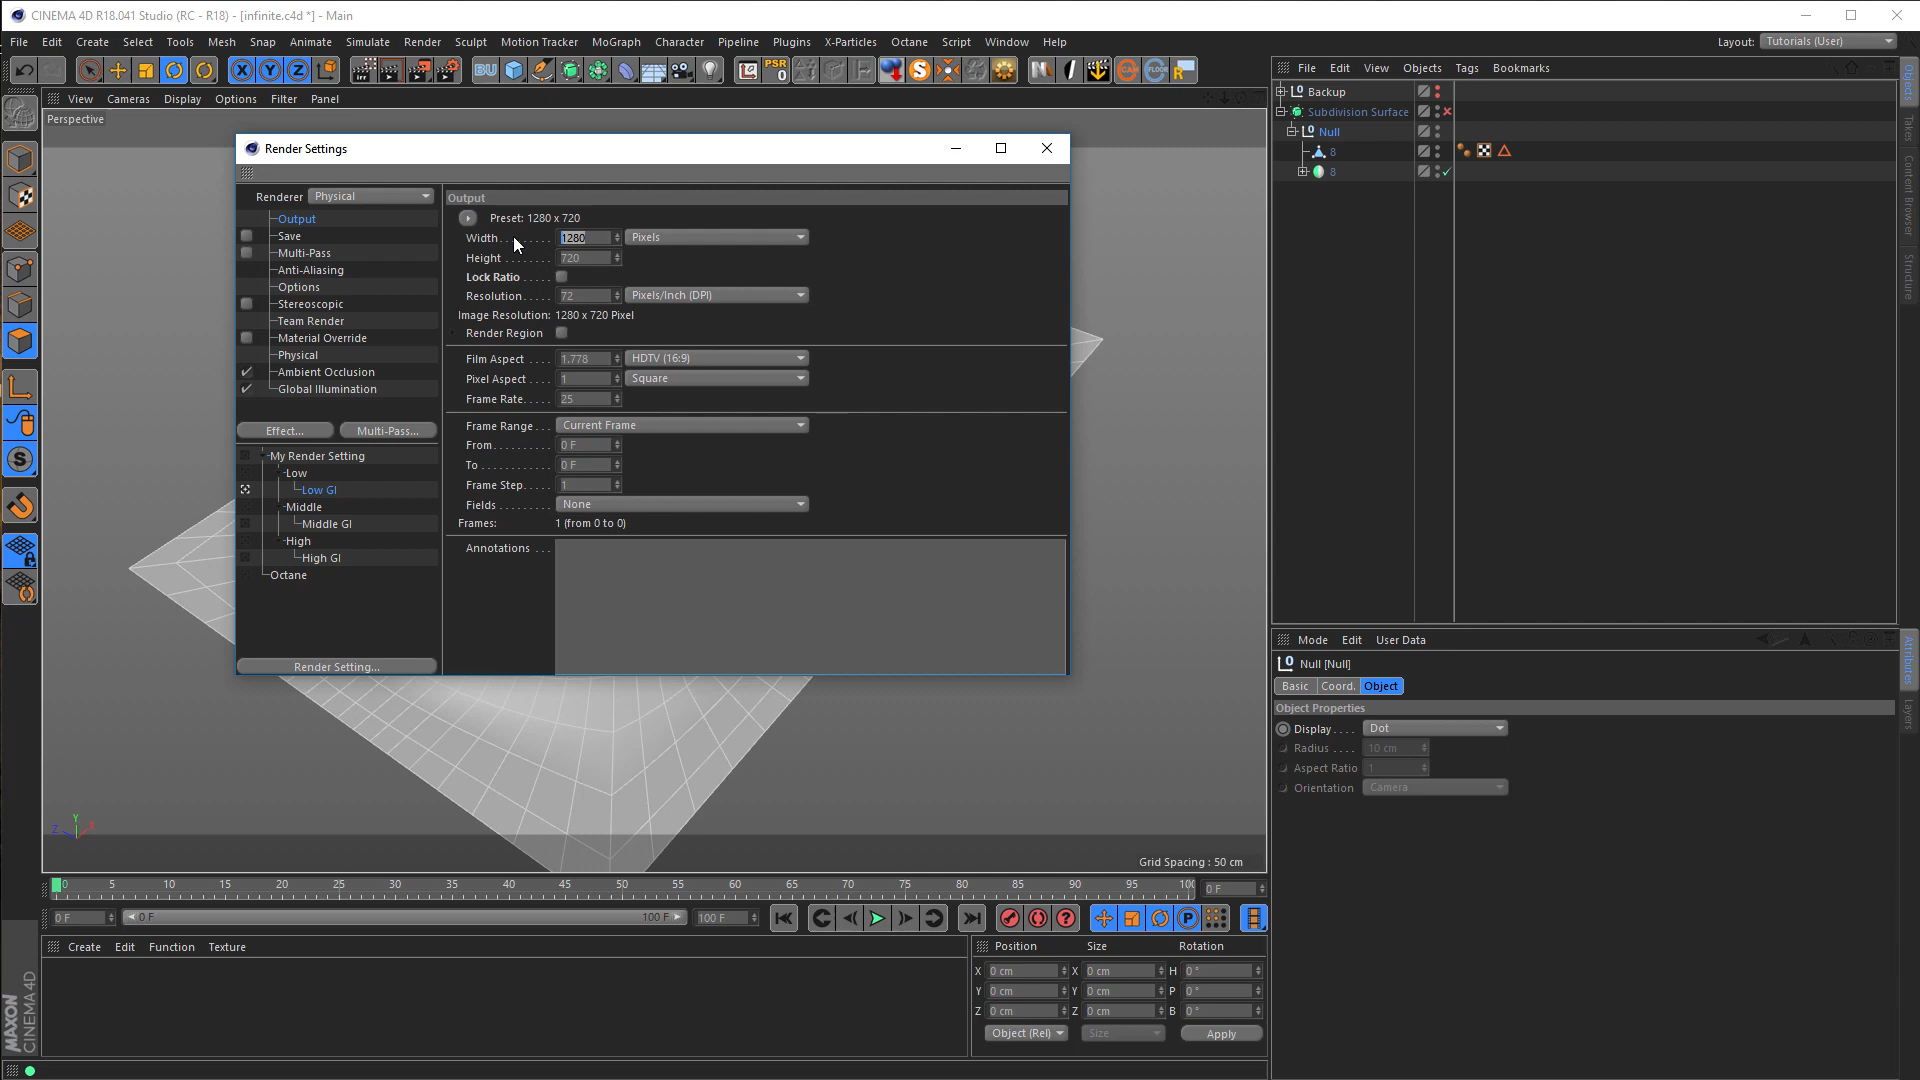 CINEMA 4D R18.041 Studio (RC - R18) - [infinite.c4d *] - Main
File Edit Create Select Tools Mesh Snap Animate Simulate Render Sculpt Motion Tracker MoGraph Character Pipeline Plugins X-Particles Octane Script Window Help
Layout: Tutorials (User)
View Cameras Display Options Filter Panel
Perspective
Render Settings
Renderer Physical
Output
Save
Multi-Pass
Anti-Aliasing
Options
Stereoscopic
Team Render
Material Override
Physical
Ambient Occlusion
Global Illumination
Effect... Multi-Pass...
My Render Setting
Low
Low GI
Middle
Middle GI
High
High GI
Octane
Render Setting...
Output
Preset: 1280 x 720
Width . . 1280 Pixels
Height 720
Lock Ratio
Resolution 72 Pixels/Inch (DPI)
Image Resolution: 1280 x 720 Pixel
Render Region
Film Aspect 1.778 HDTV (16:9)
Pixel Aspect 1 Square
Frame Rate 25
Frame Range Current Frame
From 0 F
To 0 F
Frame Step 1
Fields None
Frames: 1 (from 0 to 0)
Annotations
Grid Spacing : 50 cm
Y
Z X
0 5 10 15 20 25 30 35 40 45 50 55 60 65 70 75 80 85 90 95 100
0 F
0 F 0 F 100 F 100 F
Create Edit Function Texture
Position Size Rotation
X 0 cm X 0 cm H 0 °
Y 0 cm Y 0 cm P 0 °
Z 0 cm Z 0 cm B 0 °
Object (Rel) Size Apply
MAXON
CINEMA 4D
File Edit View Objects Tags Bookmarks
Backup
Subdivision Surface
Null
8
8
Objects
Takes
Content Browser
Structure
Mode Edit User Data
Null [Null]
Basic Coord. Object
Object Properties
Display Dot
Radius 10 cm
Aspect Ratio 1
Orientation Camera
Attributes
Layers
X Y Z
BU
PSR
0
FLOOR